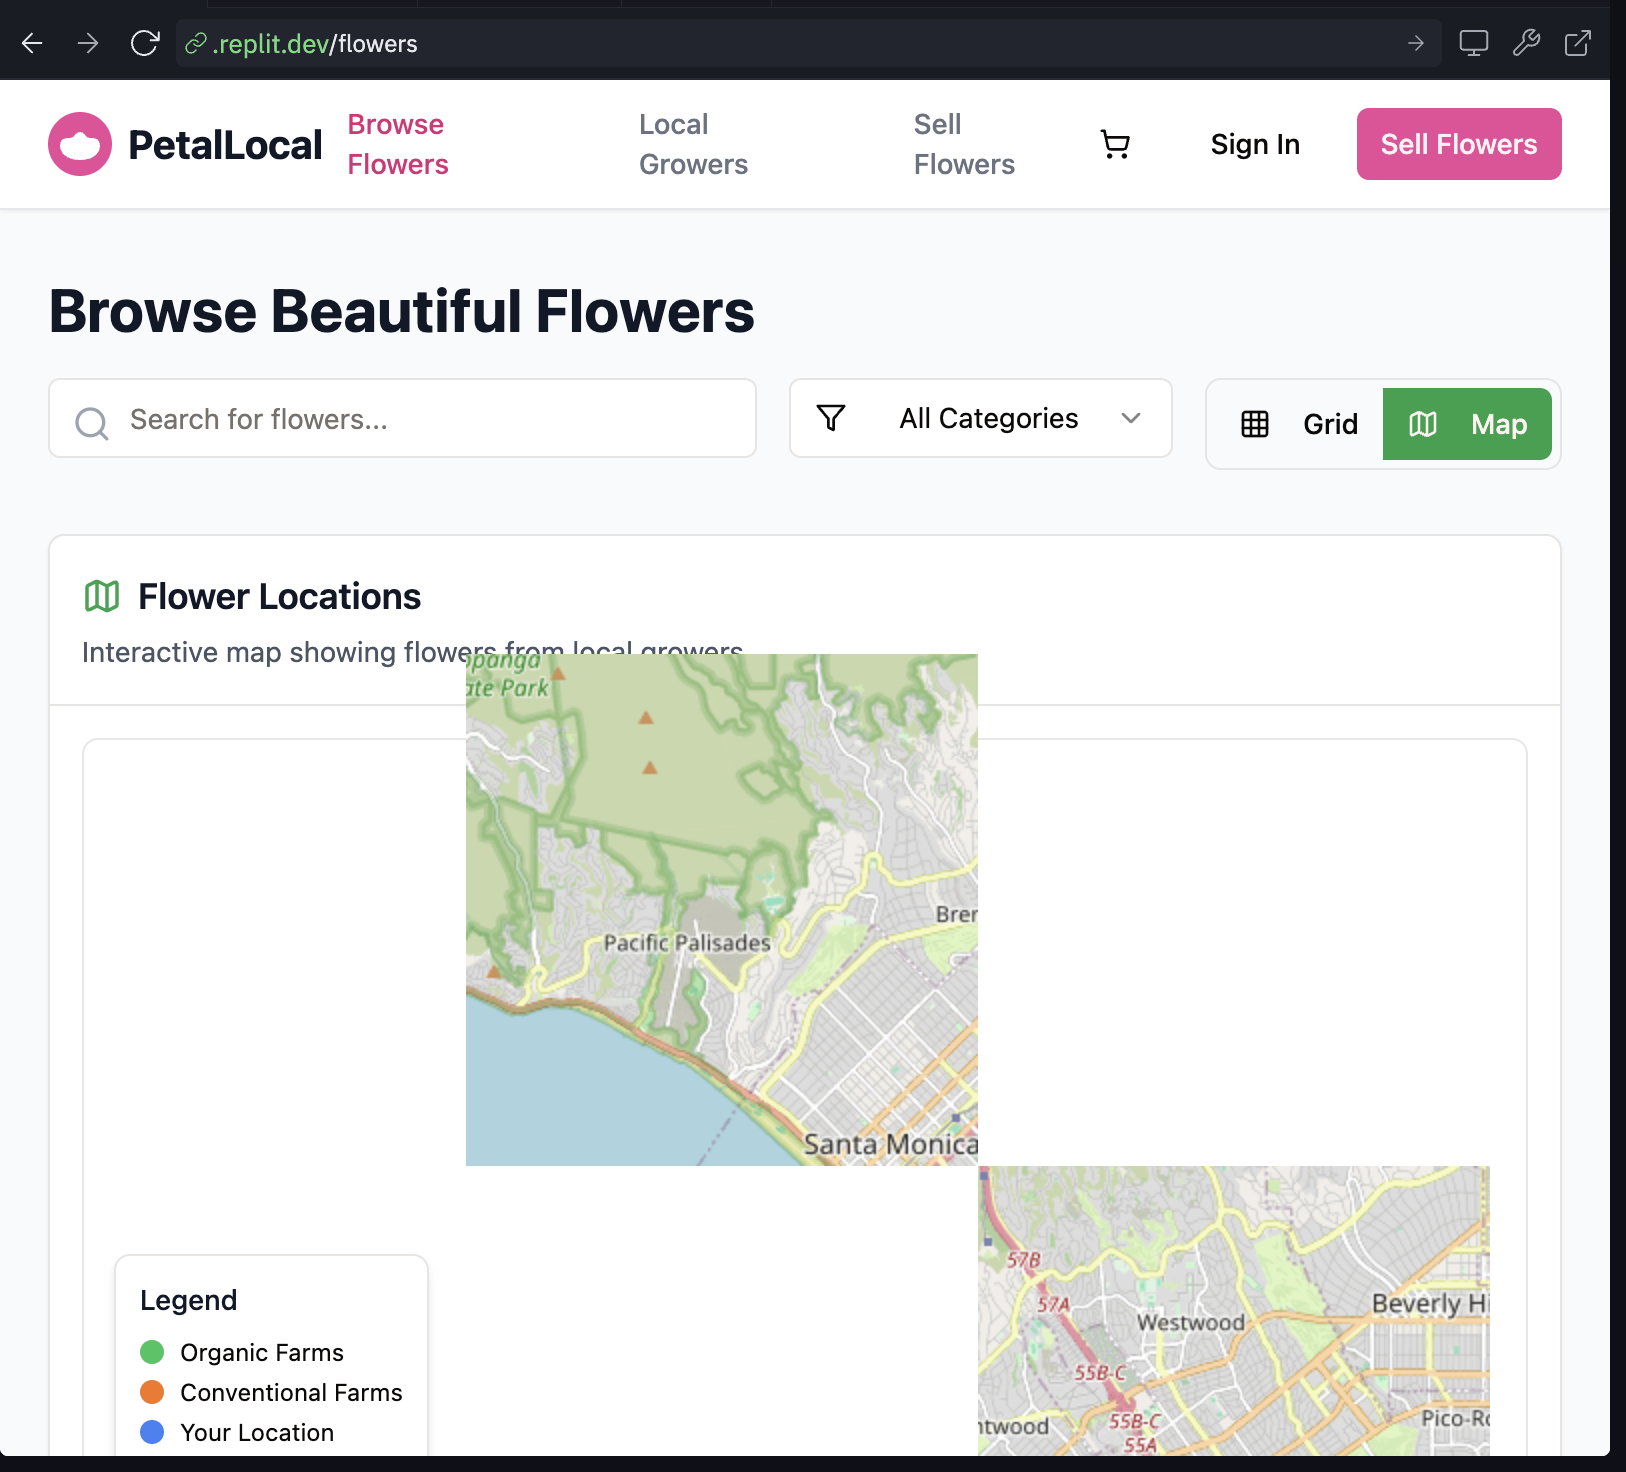 .replit.dev/flowers
PetalLocal
Browse
Flowers
Local
Growers
Sell
Flowers
Sign In
Sell Flowers
Browse Beautiful Flowers
Search for flowers...
All Categories
Grid
Map
Flower Locations
Interactive map showing flowers from local growers
opanga
ate Park
Bren
Pacific Palisades
Santa Monica
57B
57A
Westwood
Beverly Hi
55B-C
55B-C
ntwood
55A
Pico-Ro
Legend
Organic Farms
Conventional Farms
Your Location